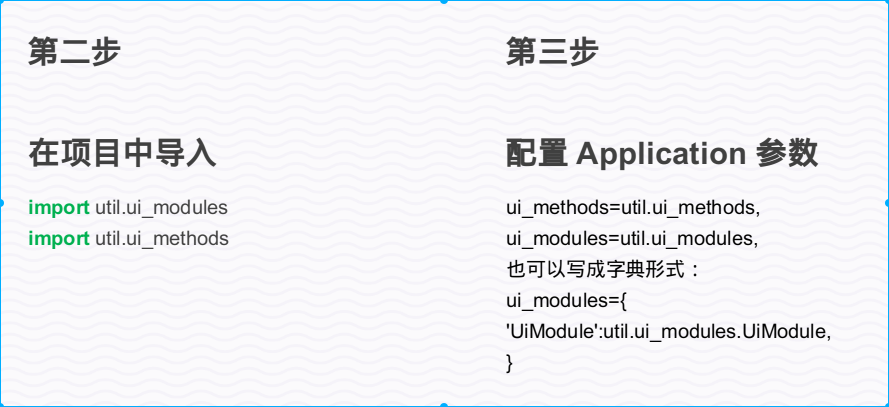 第二步
在项目中导入
import util.ui_modules
import util.ui_methods
第三步
配置 Application 参数
ui_methods=util.ui_methods,
ui_modules=util.ui_modules,
也可以写成字典形式：
ui_modules={
'UiModule':util.ui_modules.UiModule,
}